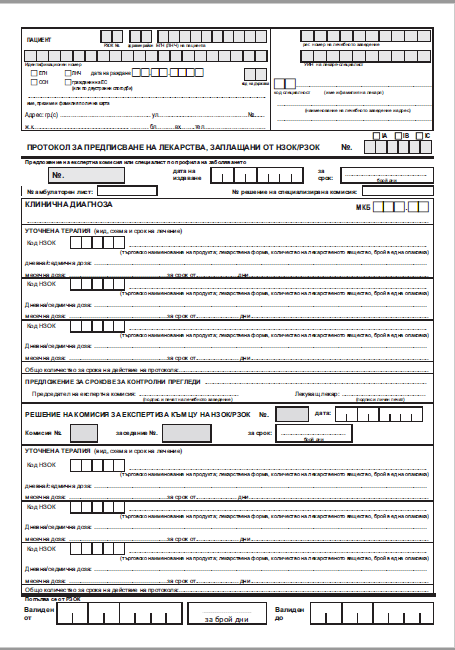 ПАЦИЕНТ
РЗОК №. здравен район ЕГН (ЛНЧ) на пациента
рег. номер на лечебното заведение
Идентификационен номер
УИН на лекаря-специалист
ЕГН ЛНЧ дата на раждане
ССН гражданин на ЕС
(или по двустранни спогодби)
код специалност (име и фамилия на лекаря)
(наименование на лечебното заведение и адрес)
име, презиме и фамилия по лична карта
Адрес: гр.(с) ул. №
ж.к. бл. вх. тел.
IA IB IC
ПРОТОКОЛ ЗА ПРЕДПИСВАНЕ НА ЛЕКАРСТВА, ЗАПЛАЩАНИ ОТ НЗОК/РЗОК №.
Предложение на експертна комисия или специалист по профила на заболяването
№. дата на издаване за срок:
брой дни
№ амбулаторен лист: № решение на специализирана комисия:
КЛИНИЧНА ДИАГНОЗА МКБ
УТОЧНЕНА ТЕРАПИЯ (вид, схема и срок на лечение)
Код НЗОК
(търговско наименование на продукта; лекарствена форма, количество на лекарственото вещество, брой в една опаковка)
дневна/седмична доза:
месечна доза: за срок от дни
Код НЗОК
(търговско наименование на продукта; лекарствена форма, количество на лекарственото вещество, брой в една опаковка)
Дневна/седмична доза:
месечна доза: за срок от дни
Код НЗОК
(търговско наименование на продукта; лекарствена форма, количество на лекарственото вещество, брой в една опаковка)
Дневна/седмична доза:
месечна доза: за срок от дни
Общо количество за срока на действие на протокола:
ПРЕДЛОЖЕНИЕ ЗА СРОКОВЕ ЗА КОНТРОЛНИ ПРЕГЛЕДИ
Председател на експертна комисия: Лекуващ лекар:
(подпис и печат на лечебното заведение) (подпис и личен печат)
РЕШЕНИЕ НА КОМИСИЯ ЗА ЕКСПЕРТИЗА КЪМ ЦУ НА НЗОК/РЗОК №. дата:
Комисия №. заседание №. за срок:
брой дни
УТОЧНЕНА ТЕРАПИЯ (вид, схема и срок на лечение)
Код НЗОК
(търговско наименование на продукта; лекарствена форма, количество на лекарственото вещество, брой в една опаковка)
дневна/седмична доза:
месечна доза: за срок от дни
Код НЗОК
(търговско наименование на продукта; лекарствена форма, количество на лекарственото вещество, брой в една опаковка)
Дневна/седмична доза:
месечна доза: за срок от дни
Код НЗОК
(търговско наименование на продукта; лекарствена форма, количество на лекарственото вещество, брой в една опаковка)
Дневна/седмична доза:
месечна доза: за срок от дни
Общо количество за срока на действие на протокола:
Попълва се от РЗОК
Валиден от за брой дни Валиден до